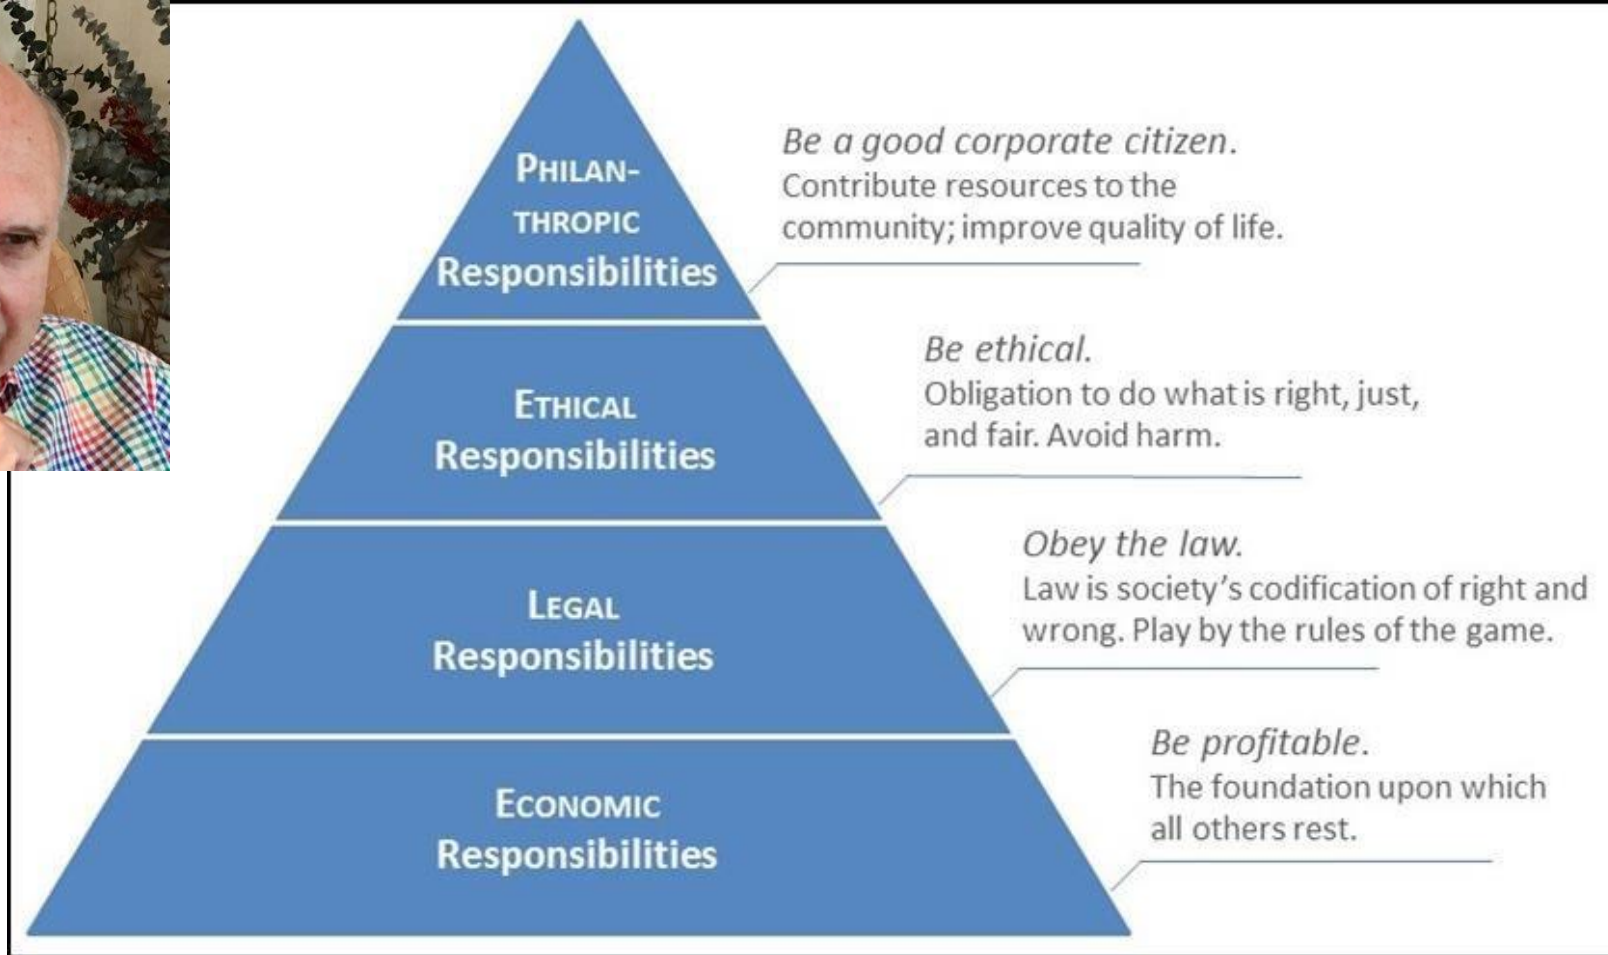 PHILAN-
THROPIC
Responsibilities
Be a good corporate citizen.
Contribute resources to the
community; improve quality of life.
ETHICAL
Responsibilities
Be ethical.
Obligation to do what is right, just,
and fair. Avoid harm.
LEGAL
Responsibilities
Obey the law.
Law is society's codification of right and
wrong. Play by the rules of the game.
ECONOMIC
Responsibilities
Be profitable.
The foundation upon which
all others rest.